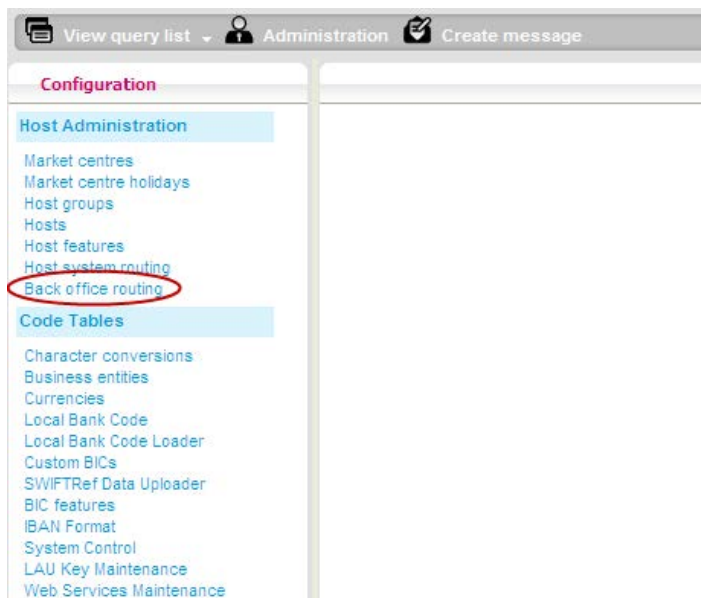 View query list Administration Create message
Configuration
Host Administration
Market centres
Market centre holidays
Host groups
Hosts
Host features
Host system routing
Back office routing
Code Tables
Character conversions
Business entities
Currencies
Local Bank Code
Local Bank Code Loader
Custom BICs
SWIFTRef Data Uploader
BIC features
IBAN Format
System Control
LAU Key Maintenance
Web Services Maintenance